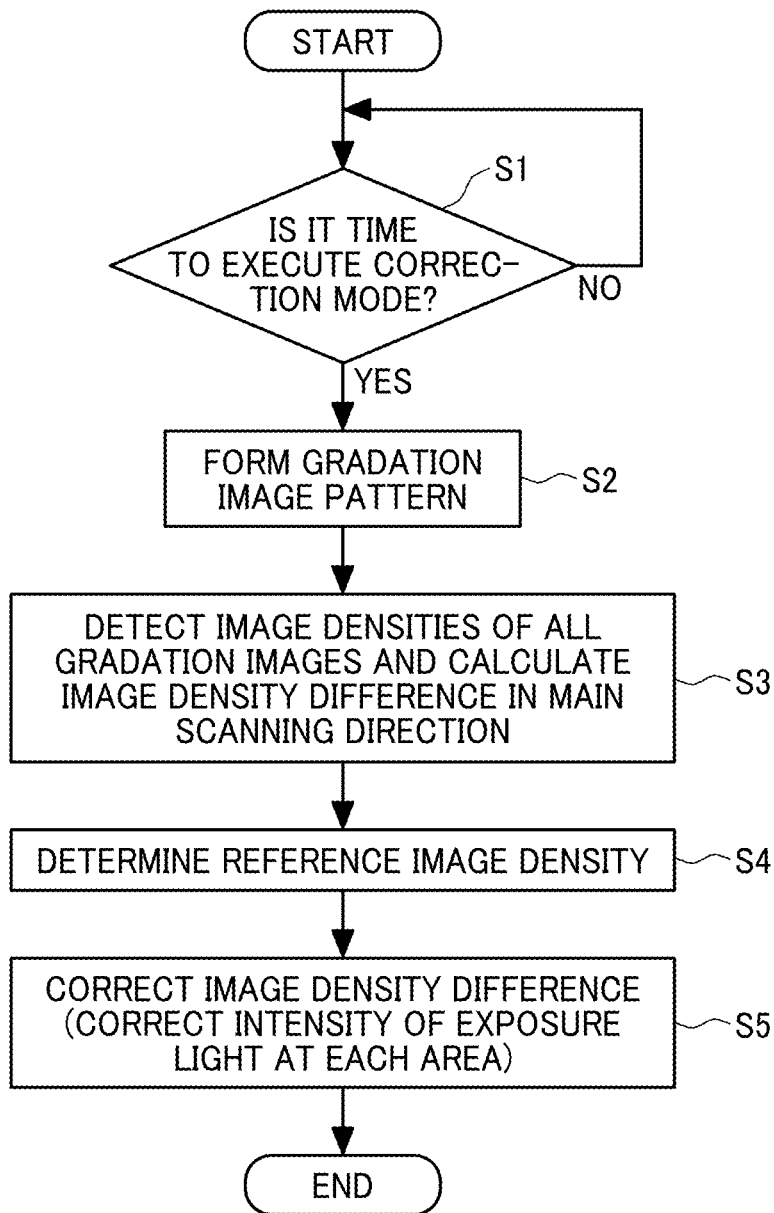 START
S1
IS IT TIME
TO EXECUTE CORREC-
TION MODE?
NO
YES
FORM GRADATION
IMAGE PATTERN
S2
DETECT IMAGE DENSITIES OF ALL
GRADATION IMAGES AND CALCULATE
IMAGE DENSITY DIFFERENCE IN MAIN
SCANNING DIRECTION
S3
DETERMINE REFERENCE IMAGE DENSITY
S4
CORRECT IMAGE DENSITY DIFFERENCE
(CORRECT INTENSITY OF EXPOSURE
LIGHT AT EACH AREA)
S5
END